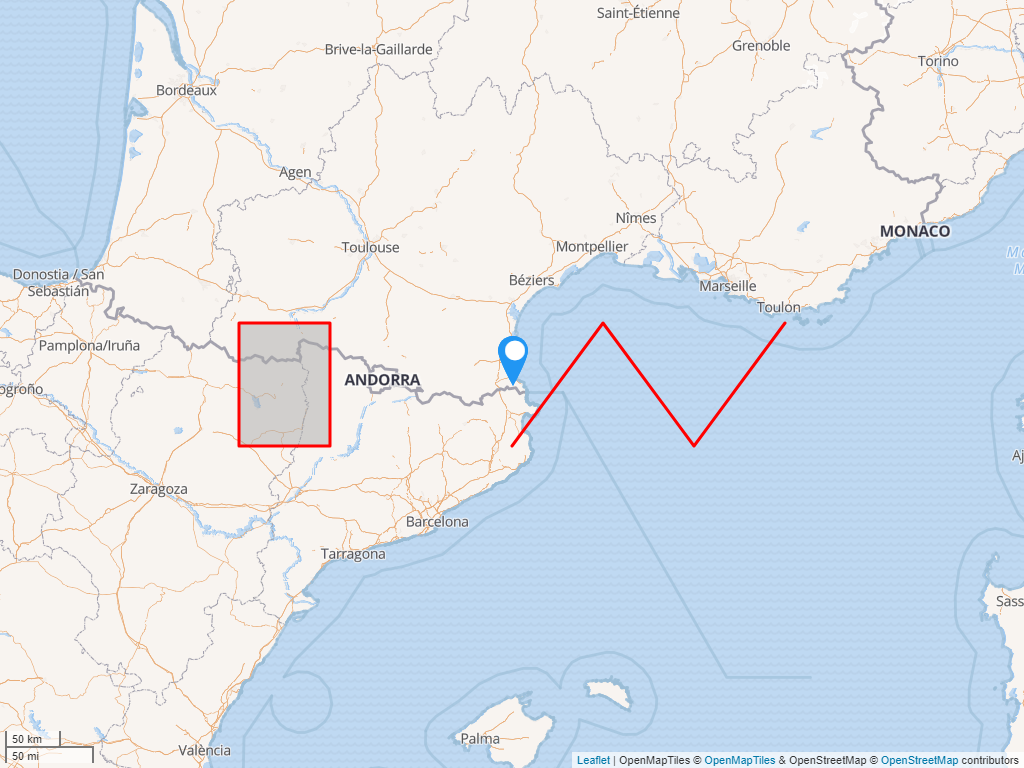 Saint-Étienne
Brive-la-Gaillarde
Grenoble
Torino
Bordeaux
Agen
Nîmes
MONACO
Toulouse
Montpellier
Donostia / San
Sebastián
Béziers
Marseille
Toulon
Pamplona/Iruña
ANDORRA
ogroño
Aj
Zaragoza
Barcelona
Tarragona
Sass
Palma
València
50 km
50 mi
Leaflet | OpenMapTiles © OpenMapTiles & OpenStreetMap © OpenStreetMap contributors